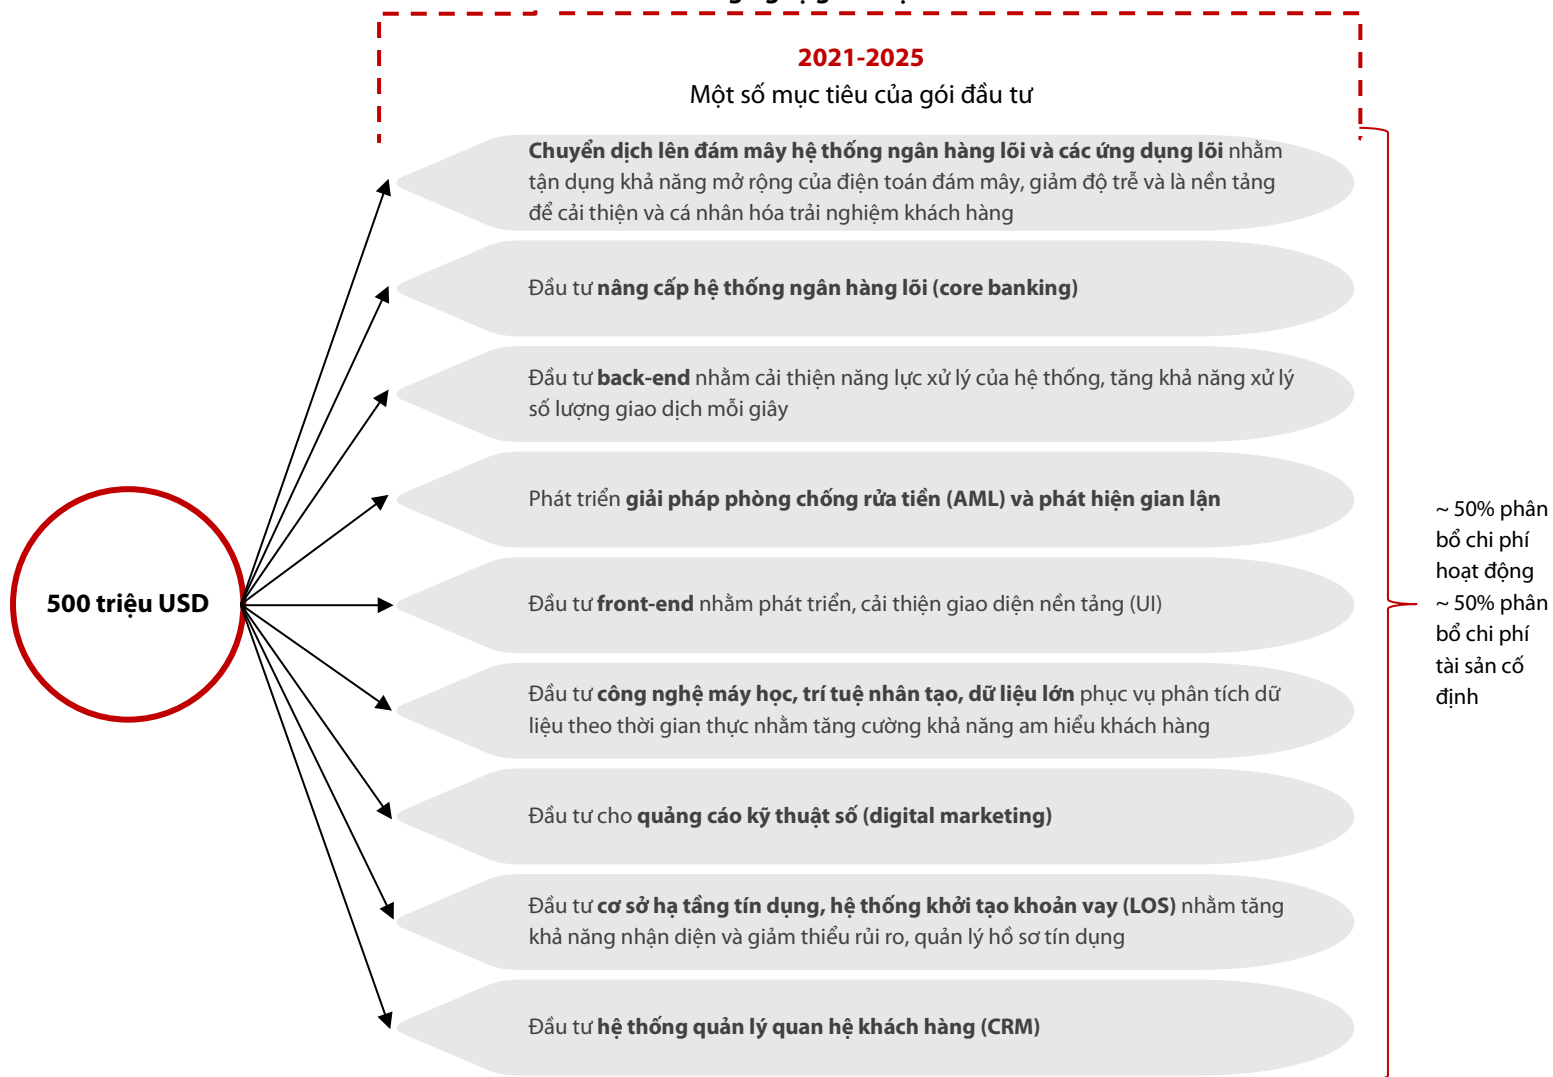 2021-2025
Một số mục tiêu của gói đầu tư
Chuyển dịch lên đám mây hệ thống ngân hàng lõi và các ứng dụng lõi nhằm
tận dụng khả năng mở rộng của điện toán đám mây, giảm độ trễ và là nền tảng
để cải thiện và cá nhân hóa trải nghiệm khách hàng
Đầu tư nâng cấp hệ thống ngân hàng lõi (core banking)
Đầu tư back-end nhằm cải thiện năng lực xử lý của hệ thống, tăng khả năng xử lý
số lượng giao dịch mỗi giây
Phát triển giải pháp phòng chống rửa tiền (AML) và phát hiện gian lận
500 triệu USD
Đầu tư front-end nhằm phát triển, cải thiện giao diện nền tảng (UI)
Đầu tư công nghệ máy học, trí tuệ nhân tạo, dữ liệu lớn phục vụ phân tích dữ
liệu theo thời gian thực nhằm tăng cường khả năng am hiểu khách hàng
Đầu tư cho quảng cáo kỹ thuật số (digital marketing)
Đầu tư cơ sở hạ tầng tín dụng, hệ thống khởi tạo khoản vay (LOS) nhằm tăng
khả năng nhận diện và giảm thiểu rủi ro, quản lý hồ sơ tín dụng
Đầu tư hệ thống quản lý quan hệ khách hàng (CRM)
~ 50% phân
bổ chi phí
hoạt động
~ 50% phân
bổ chi phí
tài sản cố
định